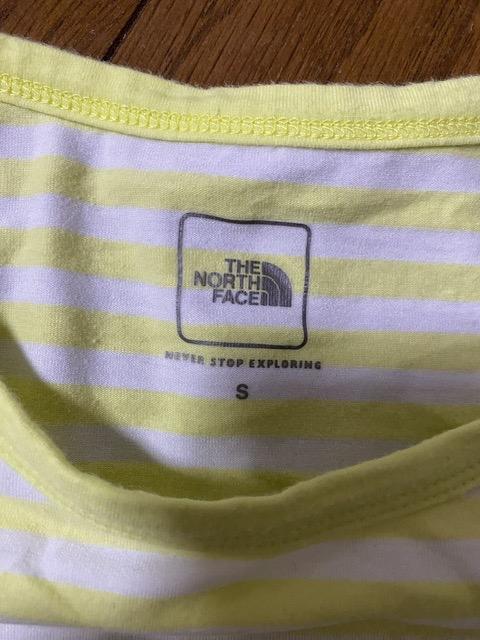 THE
NORTH
FACE
NEVER STOP EXPLORING
S